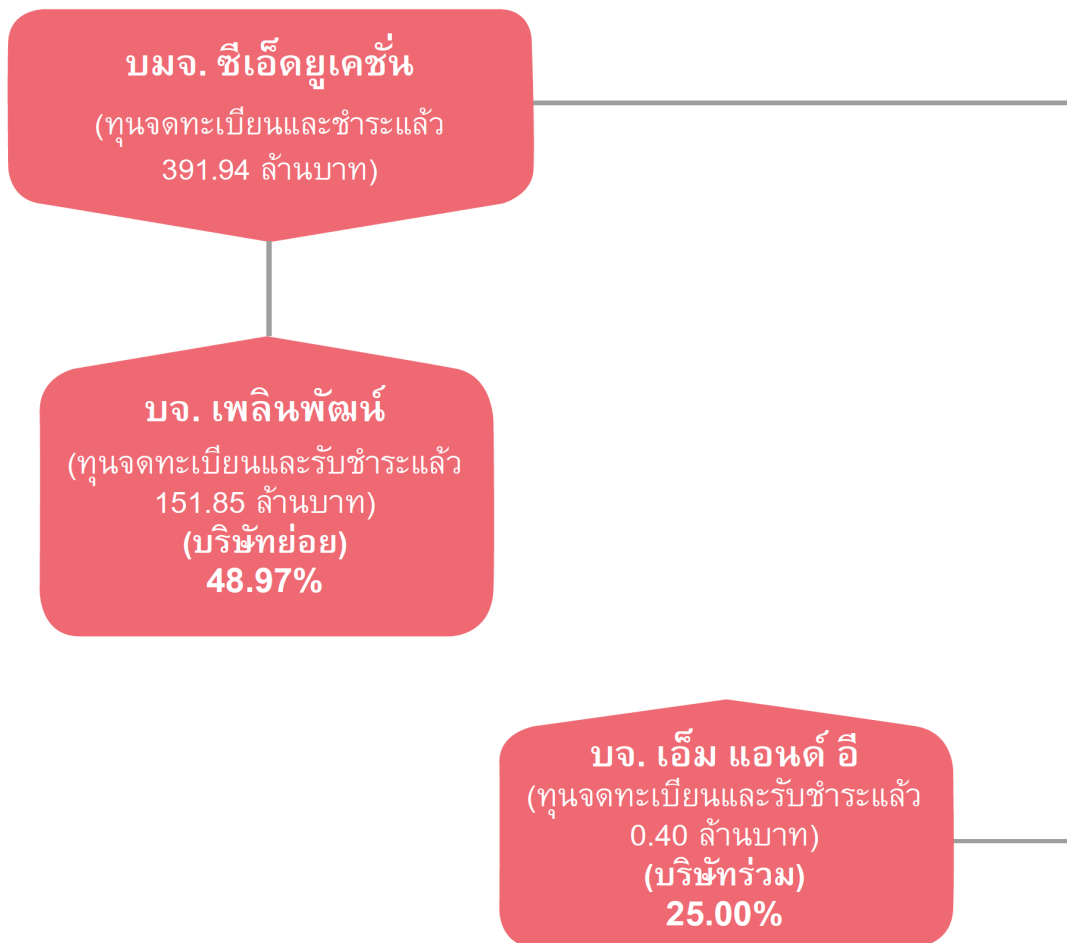 บมจ. ซีเอ็ดยูเคชั่น
(ทุนจดทะเบียนและชำระแล้ว
391.94 ล้านบาท)
บจ. เพลินพัฒน์
(ทุนจดทะเบียนและรับชำระแล้ว
151.85 ล้านบาท)
(บริษัทย่อย)
48.97%
บจ. เอ็ม แอนด์ อี
(ทุนจดทะเบียนและรับชำระแล้ว
0.40 ล้านบาท)
(บริษัทร่วม)
25.00%